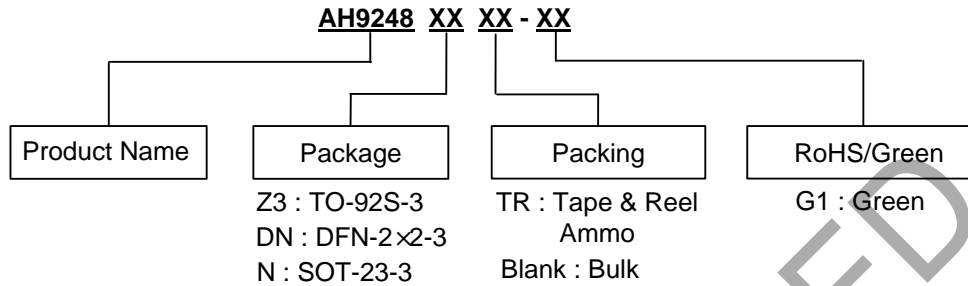 AH9248 XX XX - XX
Product Name
Package
Packing
RoHS/Green
Z3 : TO-92S-3
DN : DFN-2×2-3
N : SOT-23-3
TR : Tape & Reel
Ammo
Blank : Bulk
G1 : Green